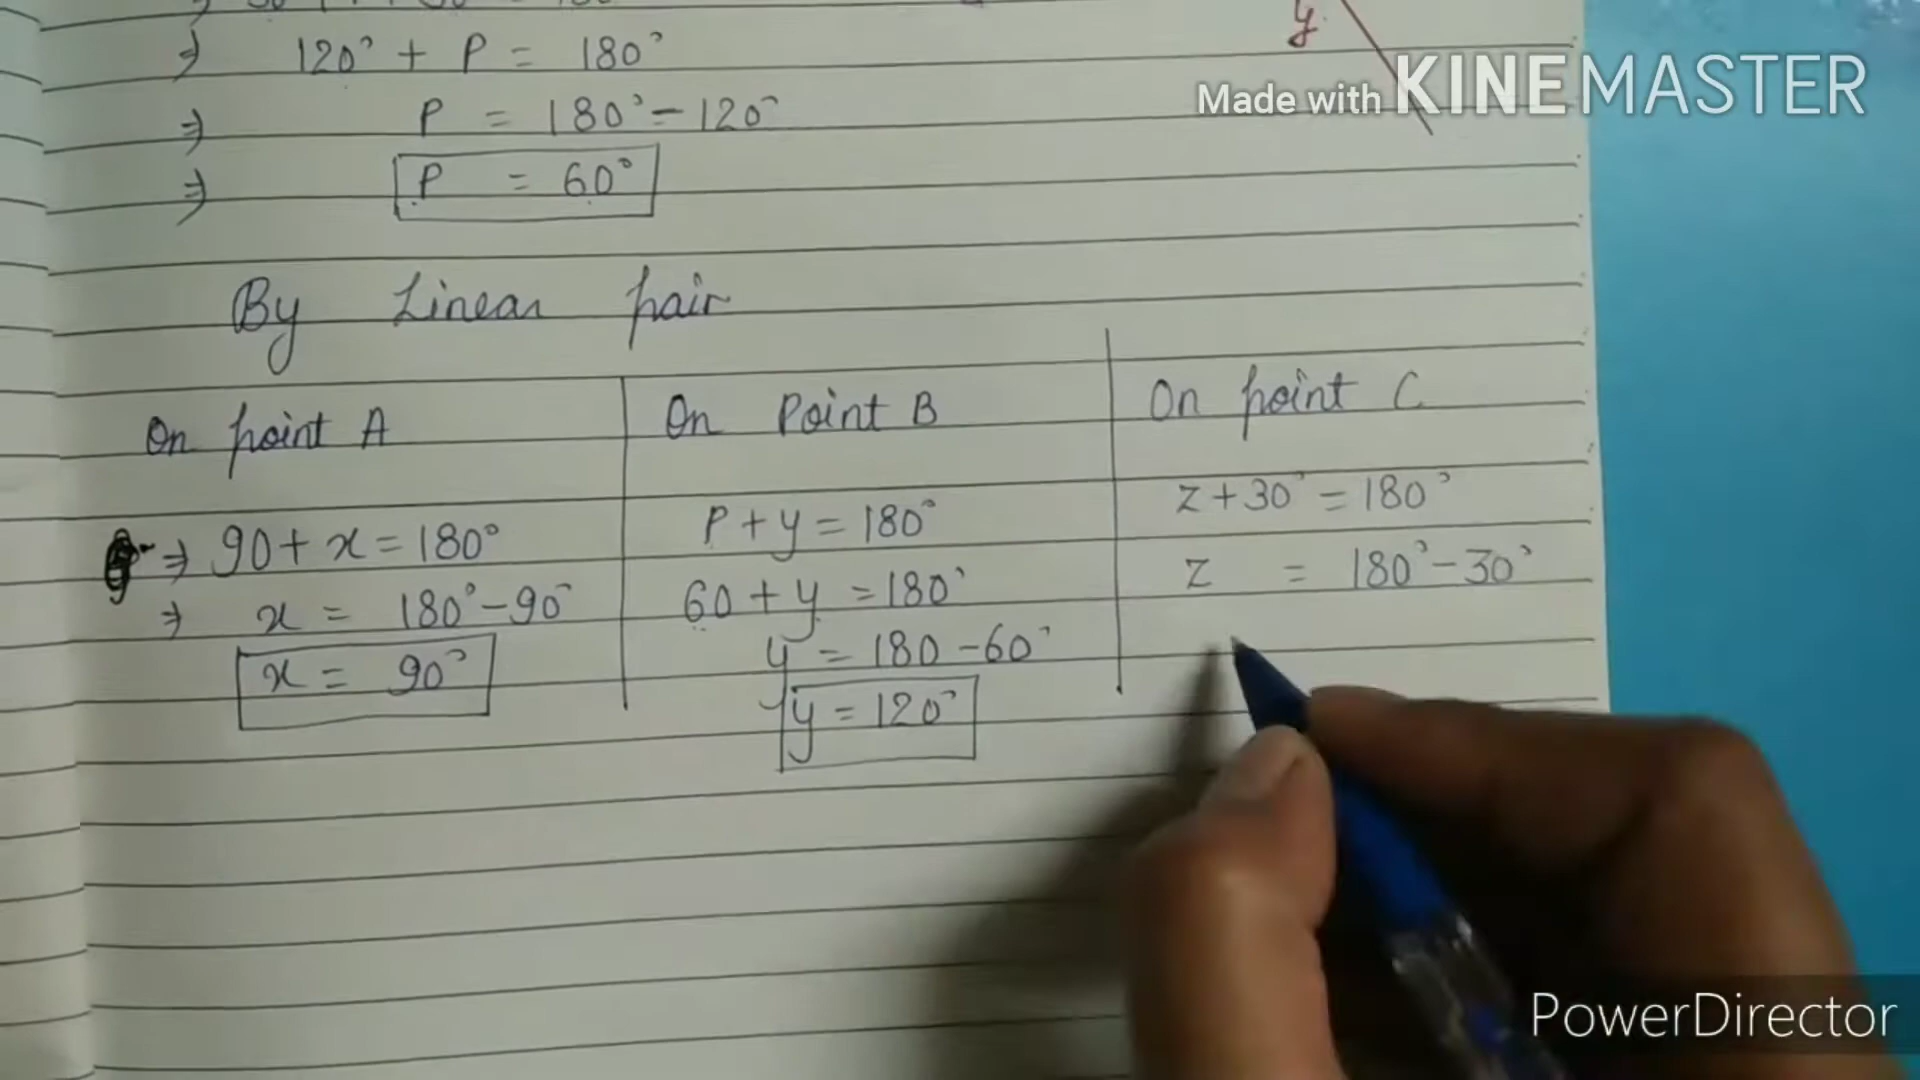 ⇒ 120° + P = 180°
⇒ P = 180° - 120°
⇒ P = 60°
By Linear pair
On point A
⇒ 90 + x = 180°
⇒ x = 180° - 90°
x = 90°
On Point B
P + y = 180°
60 + y = 180°
y = 180 - 60°
y = 120°
On point C
z + 30° = 180°
z = 180° - 30°
y
Made with KINEMASTER
PowerDirector